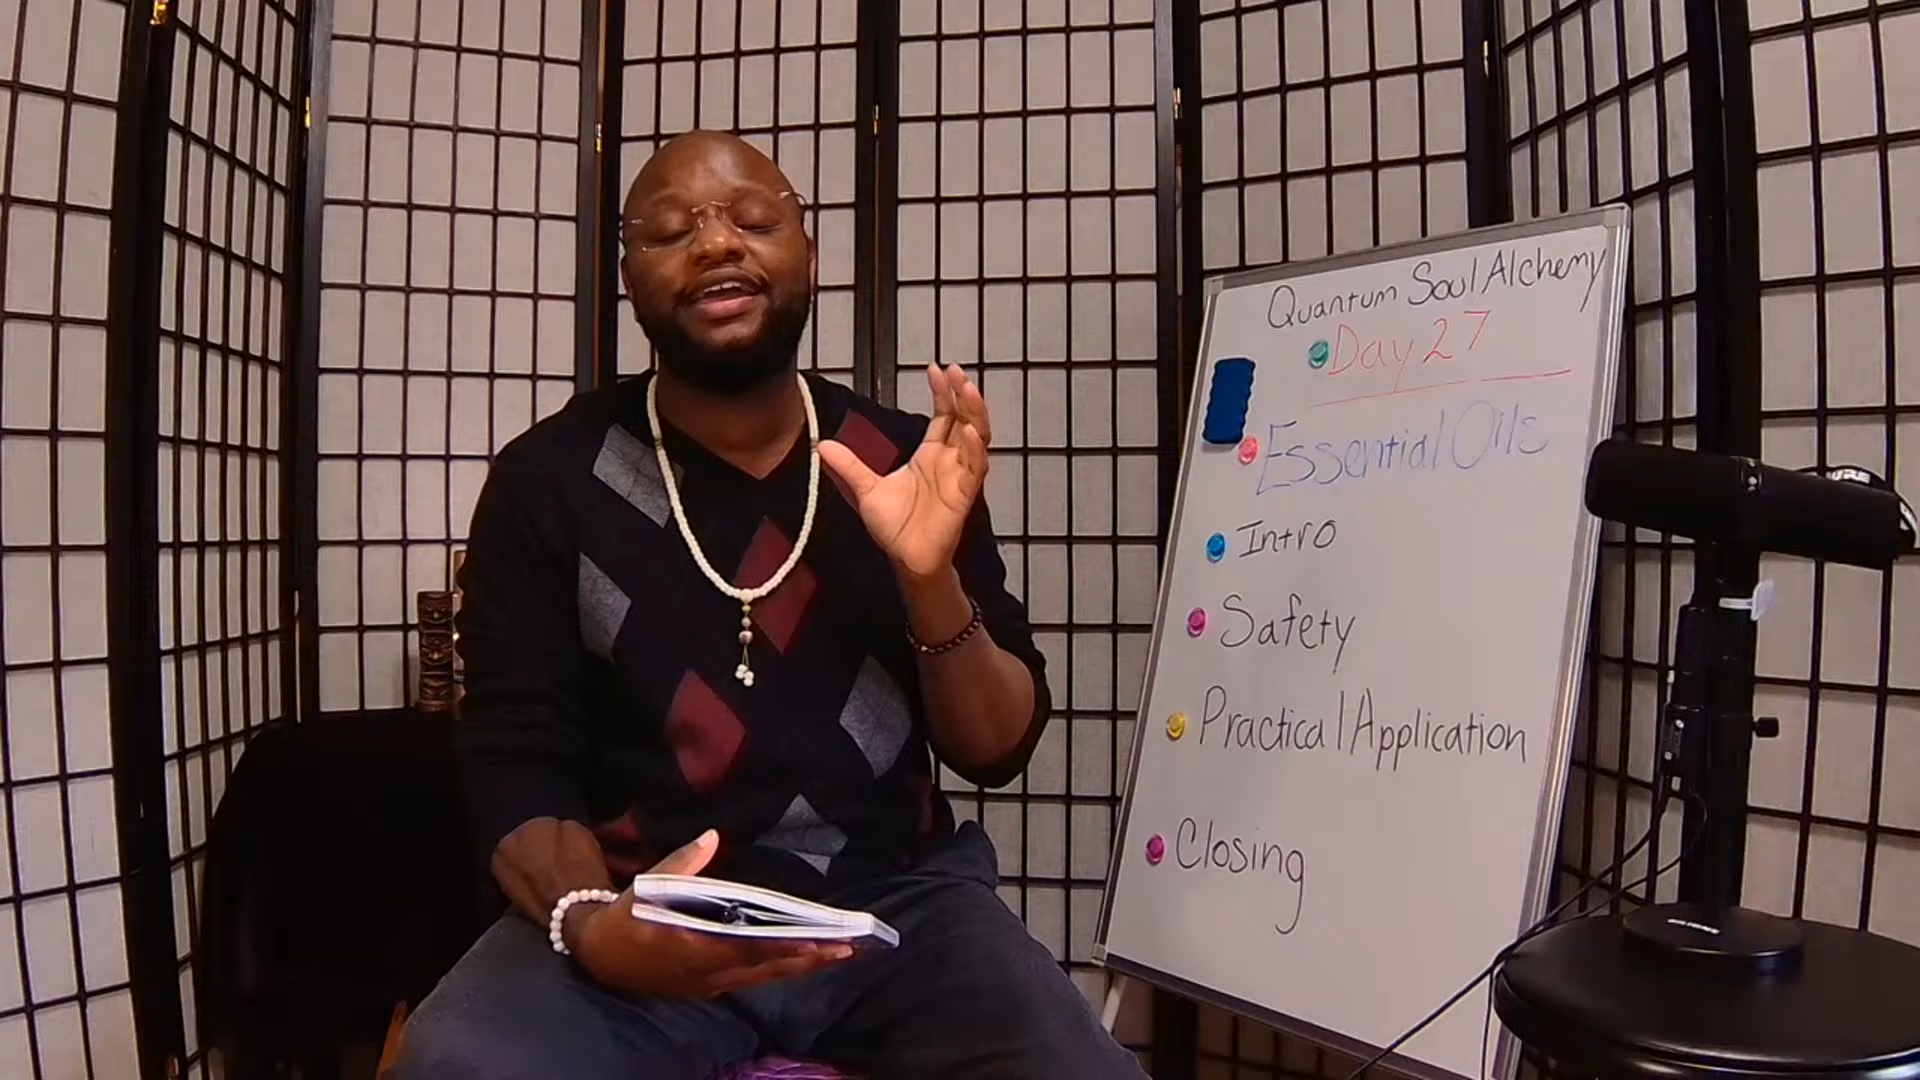 Quantum Soul Alchemy
Day 27
Essential Oils
Intro
Safety
Practical Application
Closing